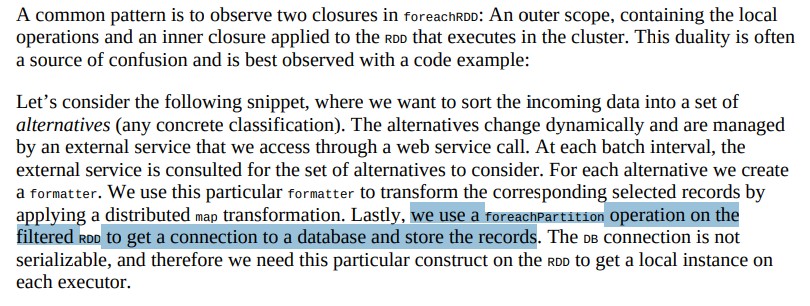 A common pattern is to observe two closures in foreachRDD: An outer scope, containing the local
operations and an inner closure applied to the RDD that executes in the cluster. This duality is often
a source of confusion and is best observed with a code example:
Let’s consider the following snippet, where we want to sort the incoming data into a set of
alternatives (any concrete classification). The alternatives change dynamically and are managed
by an external service that we access through a web service call. At each batch interval, the
external service is consulted for the set of alternatives to consider. For each alternative we create
a formatter. We use this particular formatter to transform the corresponding selected records by
applying a distributed map transformation. Lastly, we use a foreachPartition operation on the
filtered RDD to get a connection to a database and store the records. The DB connection is not
serializable, and therefore we need this particular construct on the RDD to get a local instance on
each executor.